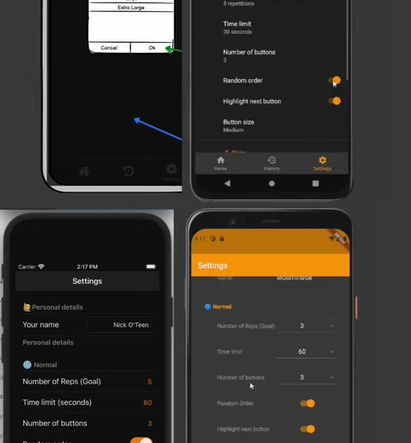 Extra Large
Cancel
Ok
5 repetitions
Time limit
30 seconds
Number of buttons
3
Random order
Highlight next button
Button size
Medium
Home
History
Settings
Carrier
2:17 PM
Settings
Personal details
Your name
Nick O'Teen
Personal details
Normal
Number of Reps (Goal)
5
Time limit (seconds)
60
Number of buttons
3
4:11
Settings
Name
Normal
Number of Reps (Goal)
3
Time limit
60
Number of buttons
3
Random Order
Highlight next button